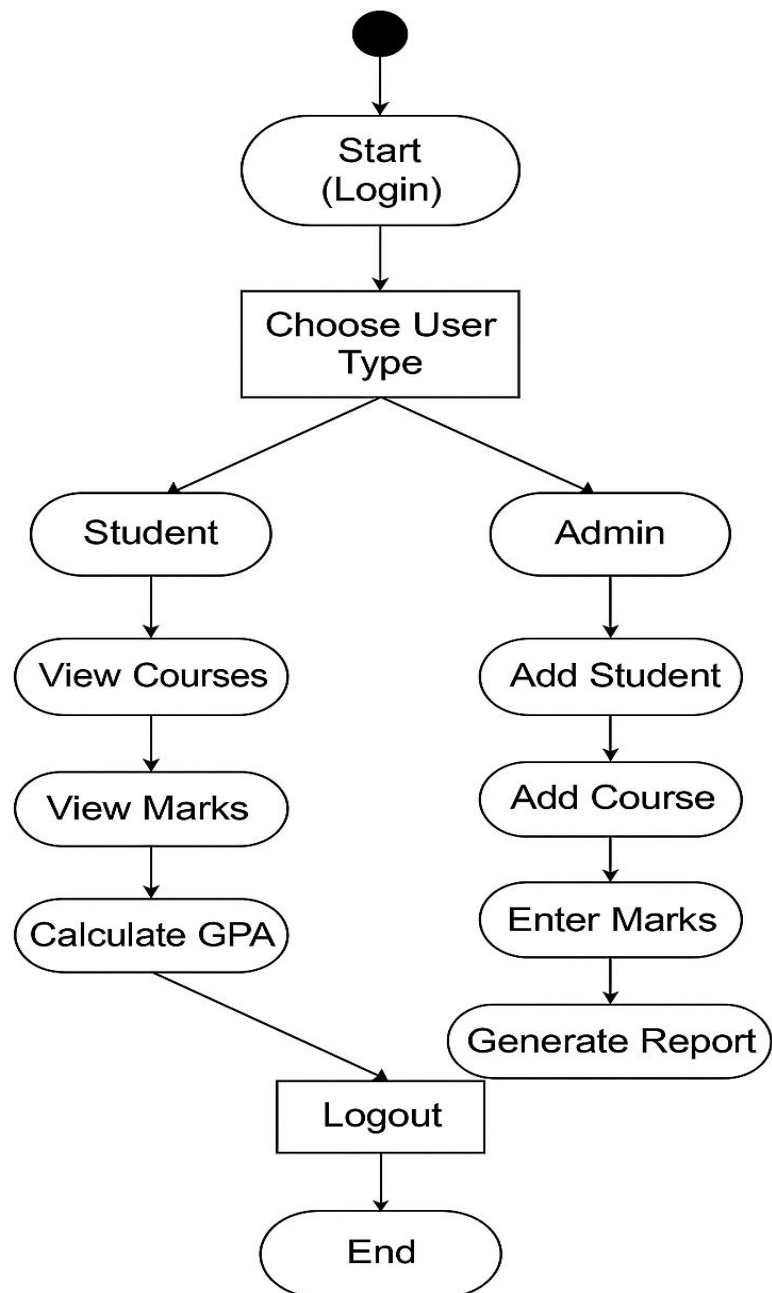 Start
(Login)
Choose User
Type
Student
Admin
View Courses
Add Student
View Marks
Add Course
Calculate GPA
Enter Marks
Generate Report
Logout
End